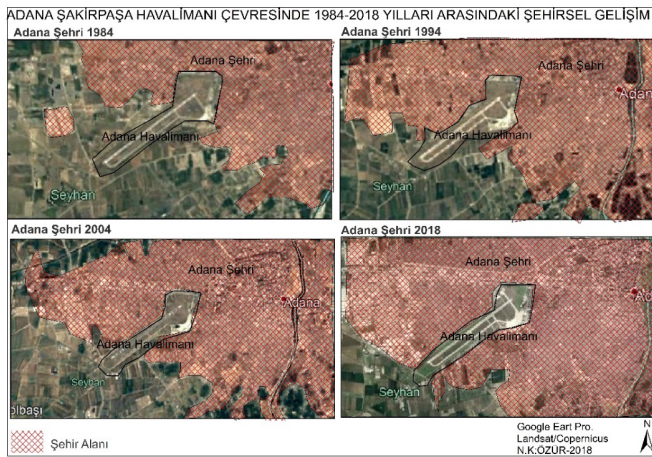 ADANA ŞAKİRPAŞA HAVALİMANI ÇEVRESİNDE 1984-2018 YILLARI ARASINDAKİ ŞEHİRSEL GELİŞİM
Adana Şehri 1984
Adana Şehri
Adana Havalimanı
Seyhan
Adana Şehri 1994
Adana Şehri
Adan
Adana Havalimanı
Seyhan
Adana Şehri 2004
Adana Şehri
Adana
Adana Havalimanı
Seyhan
olbaşı
Adana Şehri 2018
Adana Şehri
Ad
Adana Havalimanı
Seyhan
Şehir Alanı
Google Eart Pro.
Landsat/Copernicus
N.K:ÖZÜR-2018
N